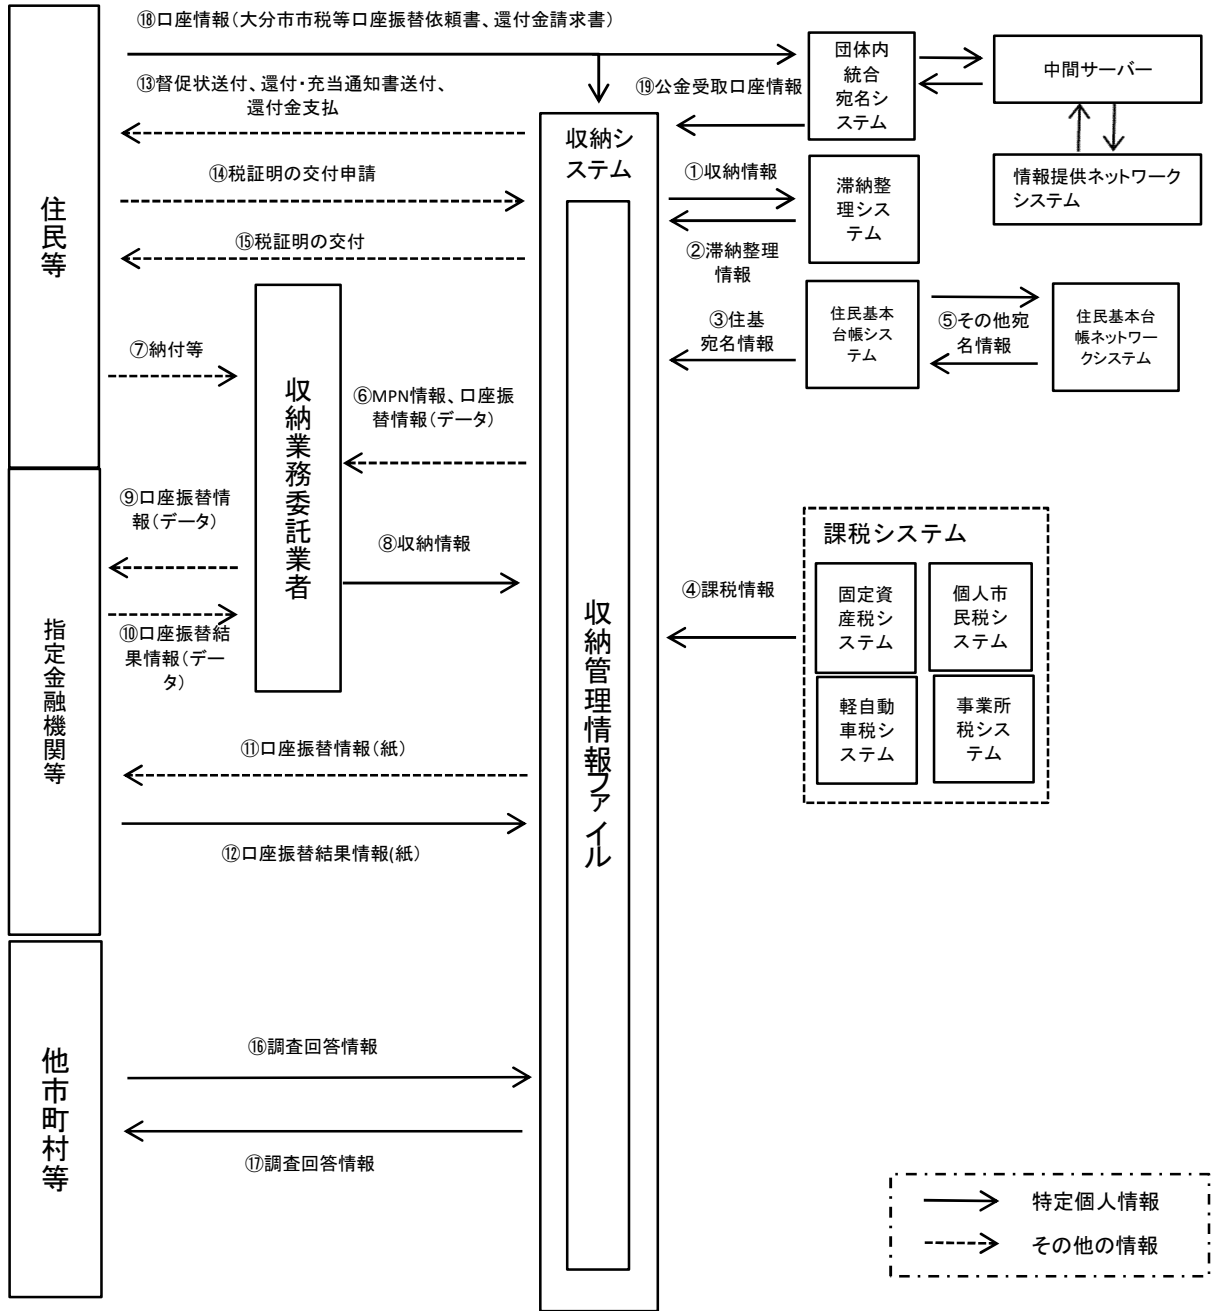 ⑱口座情報(大分市市税等口座振替依頼書、還付金請求書)
⑬督促状送付、還付・充当通知書送付、
還付金支払
⑲公金受取口座情報
団体内
統合
宛名シ
ステム
中間サーバー
情報提供ネットワーク
システム
住民等
⑭税証明の交付申請
⑮税証明の交付
収納シ
ステム
①収納情報
滞納整
理シス
テム
②滞納整理
情報
③住基
宛名情報
住民基本
台帳シス
テム
⑤その他宛
名情報
住民基本台
帳ネットワー
クシステム
⑦納付等
収納業務委託業者
⑥MPN情報、口座振
替情報(データ)
⑨口座振替情
報(データ)
⑧収納情報
⑩口座振替結
果情報(デー
タ)
指定金融機関等
収納管理情報ファイル
④課税情報
課税システム
固定資
産税シ
ステム
個人市
民税シ
ステム
軽自動
車税シ
ステム
事業所
税シス
テム
⑪口座振替情報(紙)
⑫口座振替結果情報(紙)
他市町村等
⑯調査回答情報
⑰調査回答情報
特定個人情報
その他の情報